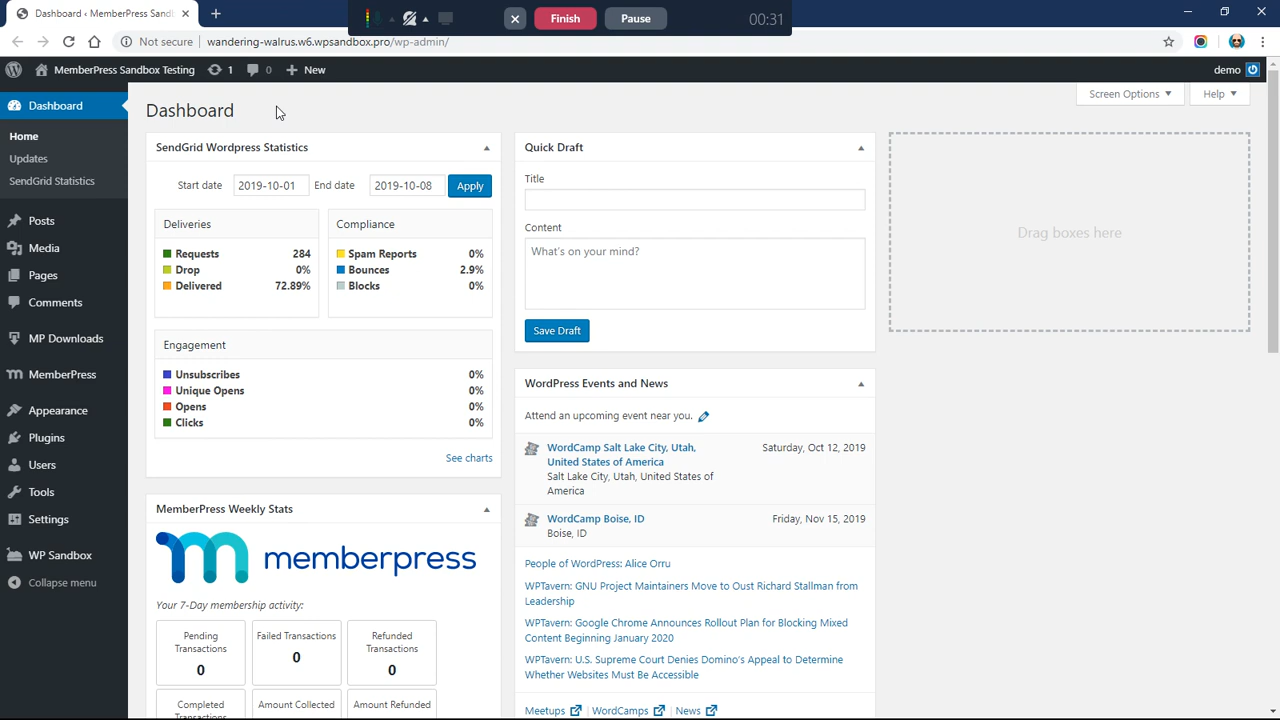 Dashboard ‹ MemberPress Sandbox
Finish
Pause
00:31
Not secure
wandering-walrus.w6.wpsandbox.pro/wp-admin/
MemberPress Sandbox Testing
1
0
New
demo
Dashboard
Home
Updates
SendGrid Statistics
Posts
Media
Pages
Comments
MP Downloads
MemberPress
Appearance
Plugins
Users
Tools
Settings
WP Sandbox
Collapse menu
Dashboard
Screen Options
Help
SendGrid Wordpress Statistics
Start date 2019-10-01 End date 2019-10-08 Apply
Deliveries
Requests 284
Drop 0%
Delivered 72.89%
Compliance
Spam Reports 0%
Bounces 2.9%
Blocks 0%
Engagement
Unsubscribes 0%
Unique Opens 0%
Opens 0%
Clicks 0%
See charts
MemberPress Weekly Stats
memberpress
Your 7-Day membership activity:
Pending
Transactions
0
Failed Transactions
0
Refunded
Transactions
0
Completed
Transactions
Amount Collected
Amount Refunded
Quick Draft
Title
Content
What's on your mind?
Save Draft
WordPress Events and News
Attend an upcoming event near you.
WordCamp Salt Lake City, Utah,
United States of America
Salt Lake City, Utah, United States of
America
Saturday, Oct 12, 2019
WordCamp Boise, ID
Boise, ID
Friday, Nov 15, 2019
People of WordPress: Alice Orru
WPTavern: GNU Project Maintainers Move to Oust Richard Stallman from
Leadership
WPTavern: Google Chrome Announces Rollout Plan for Blocking Mixed
Content Beginning January 2020
WPTavern: U.S. Supreme Court Denies Domino's Appeal to Determine
Whether Websites Must Be Accessible
Meetups | WordCamps | News
Drag boxes here